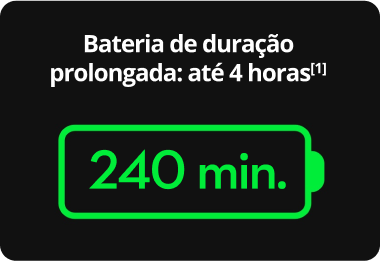 Bateria de duração
prolongada: até 4 horas[1]
240 min.